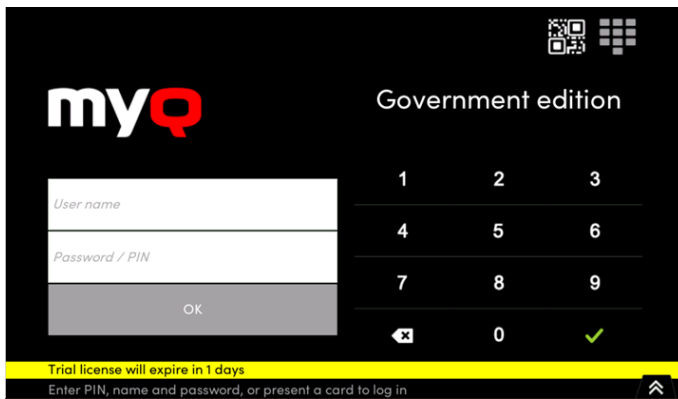 myQ
Government edition
User name
Password / PIN
OK
1 2 3
4 5 6
7 8 9
0
Trial license will expire in 1 days
Enter PIN, name and password, or present a card to log in